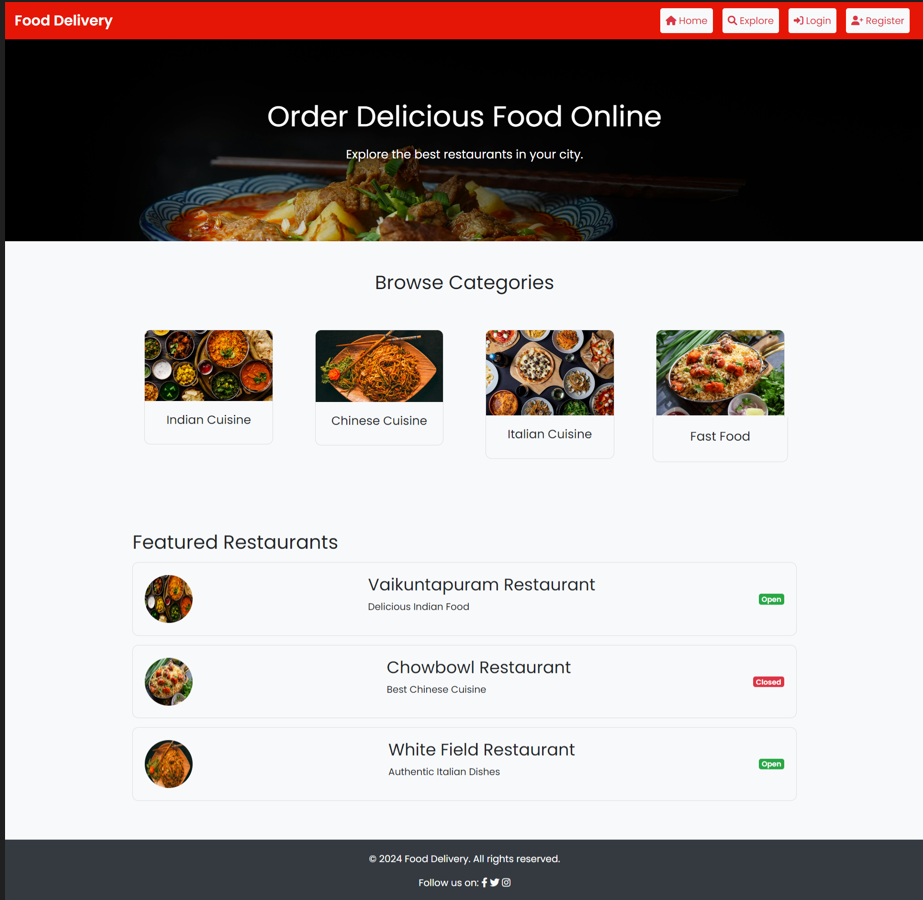 Food Delivery
Home
Explore
Login
Register
Order Delicious Food Online
Explore the best restaurants in your city.
Browse Categories
Indian Cuisine
Chinese Cuisine
Italian Cuisine
Fast Food
Featured Restaurants
Vaikuntapuram Restaurant
Delicious Indian Food
Open
Chowbowl Restaurant
Best Chinese Cuisine
Closed
White Field Restaurant
Authentic Italian Dishes
Open
© 2024 Food Delivery. All rights reserved.
Follow us on: